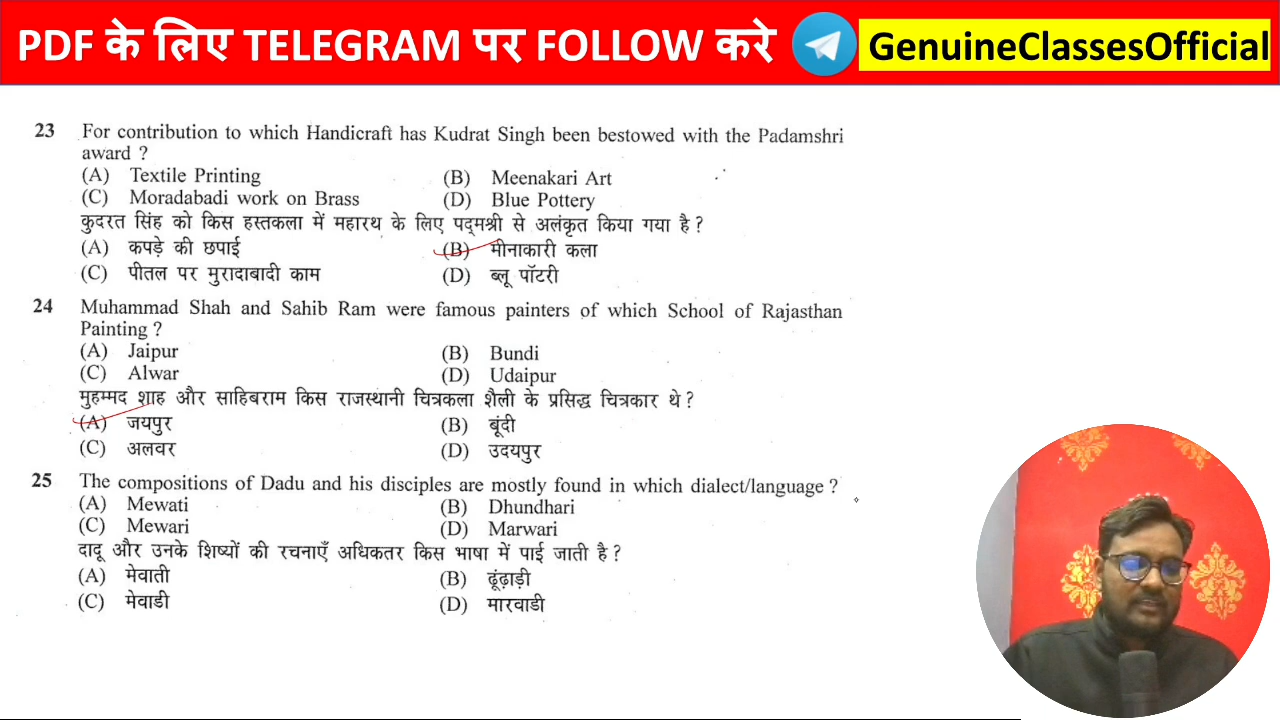 PDF के लिए TELEGRAM पर FOLLOW करे GenuineClassesOfficial
23 For contribution to which Handicraft has Kudrat Singh been bestowed with the Padamshri
award ?
(A) Textile Printing (B) Meenakari Art
(C) Moradabadi work on Brass (D) Blue Pottery
कुदरत सिंह को किस हस्तकला में महारथ के लिए पद्मश्री से अलंकृत किया गया है ?
(A) कपड़े की छपाई (B) मीनाकारी कला
(C) पीतल पर मुरादाबादी काम (D) ब्लू पॉटरी
24 Muhammad Shah and Sahib Ram were famous painters of which School of Rajasthan
Painting ?
(A) Jaipur (B) Bundi
(C) Alwar (D) Udaipur
मुहम्मद शाह और साहिबराम किस राजस्थानी चित्रकला शैली के प्रसिद्ध चित्रकार थे ?
(A) जयपुर (B) बूंदी
(C) अलवर (D) उदयपुर
25 The compositions of Dadu and his disciples are mostly found in which dialect/language ?
(A) Mewati (B) Dhundhari
(C) Mewari (D) Marwari
दादू और उनके शिष्यों की रचनाएँ अधिकतर किस भाषा में पाई जाती है ?
(A) मेवाती (B) ढूंढ़ाड़ी
(C) मेवाडी (D) मारवाडी